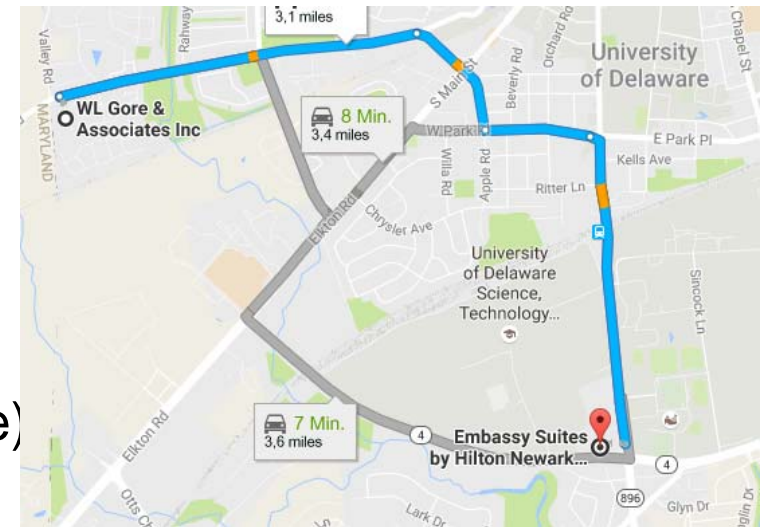 3,1 miles
Valley Rd
Rahway
MARYLAND
WL Gore &
Associates Inc
8 Min.
3,4 miles
S Main St
Beverly Rd
Orchard Rd
Chapel St
University
of Delaware
W Park
E Park Pl
Kells Ave
Willa Rd
Apple Rd
Ritter Ln
Elkton Rd
Chrysler Ave
University
of Delaware
Science,
Technology...
Sincock Ln
e)
7 Min.
3,6 miles
4
Embassy Suites
by Hilton Newark...
4
896
Elkton Rd
Otts Ch
Lark Dr
Glyn Dr